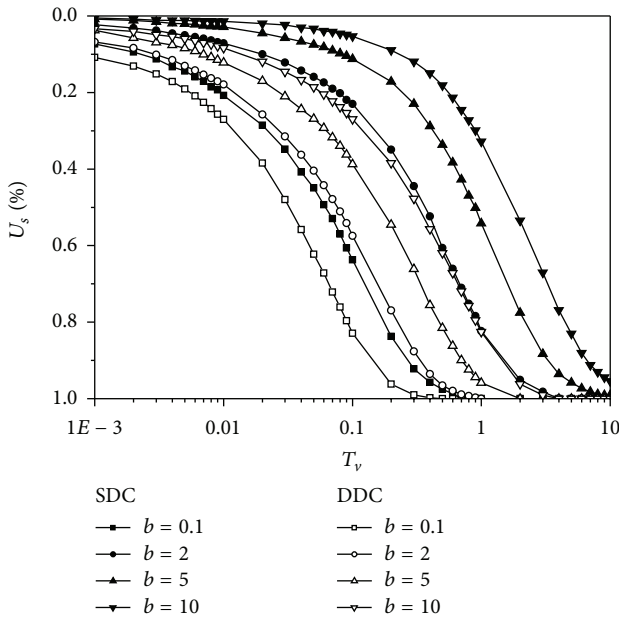 0.0
0.2
0.4
0.6
0.8
1.0
U_s (%)
1E − 3
0.01
0.1
1
10
T_v
SDC
b = 0.1
b = 2
b = 5
b = 10
DDC
b = 0.1
b = 2
b = 5
b = 10